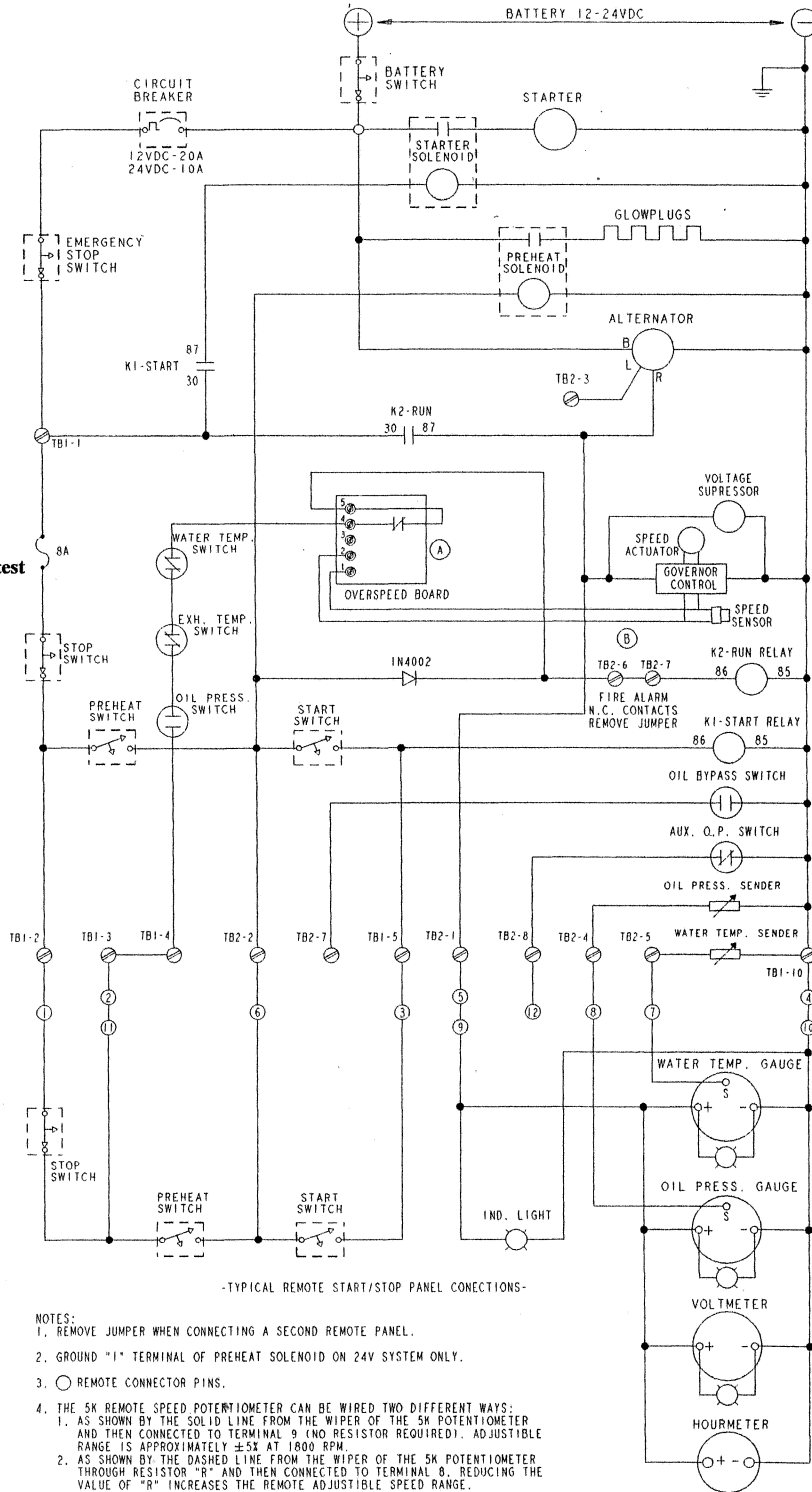 BATTERY 12-24VDC
BATTERY
SWITCH
CIRCUIT
BREAKER
12VDC-20A
24VDC-10A
STARTER
STARTER
SOLENOID
EMERGENCY
STOP
SWITCH
GLOWPLUGS
PREHEAT
SOLENOID
ALTERNATOR
B
L
R
TB2-3
87
K1-START
30
K2-RUN
30 87
TB1-1
8A
test
WATER TEMP.
SWITCH
5
4
3
2
1
A
OVERSPEED BOARD
VOLTAGE
SUPRESSOR
SPEED
ACTUATOR
GOVERNOR
CONTROL
SPEED
SENSOR
EXH. TEMP.
SWITCH
B
STOP
SWITCH
1N4002
TB2-6 TB2-7
K2-RUN RELAY
86 85
FIRE ALARM
N.C. CONTACTS
REMOVE JUMPER
OIL PRESS.
SWITCH
PREHEAT
SWITCH
START
SWITCH
K1-START RELAY
86 85
OIL BYPASS SWITCH
AUX. O.P. SWITCH
OIL PRESS. SENDER
WATER TEMP. SENDER
TB1-2 TB1-3 TB1-4 TB2-2 TB2-7 TB1-5 TB2-1 TB2-8 TB2-4 TB2-5
TB1-10
1 2 11 6 3 5 9 12 8 7 4 10
WATER TEMP. GAUGE
S
+ -
STOP
SWITCH
OIL PRESS. GAUGE
S
+ -
PREHEAT
SWITCH
START
SWITCH
IND. LIGHT
-TYPICAL REMOTE START/STOP PANEL CONECTIONS-
VOLTMETER
+ -
HOURMETER
+ -
NOTES:
1. REMOVE JUMPER WHEN CONNECTING A SECOND REMOTE PANEL.
2. GROUND "I" TERMINAL OF PREHEAT SOLENOID ON 24V SYSTEM ONLY.
3. ◯ REMOTE CONNECTOR PINS.
4. THE 5K REMOTE SPEED POTENTIOMETER CAN BE WIRED TWO DIFFERENT WAYS:
1. AS SHOWN BY THE SOLID LINE FROM THE WIPER OF THE 5K POTENTIOMETER
AND THEN CONNECTED TO TERMINAL 9 (NO RESISTOR REQUIRED). ADJUSTIBLE
RANGE IS APPROXIMATELY ±5% AT 1800 RPM.
2. AS SHOWN BY THE DASHED LINE FROM THE WIPER OF THE 5K POTENTIOMETER
THROUGH RESISTOR "R" AND THEN CONNECTED TO TERMINAL 8. REDUCING THE
VALUE OF "R" INCREASES THE REMOTE ADJUSTIBLE SPEED RANGE.